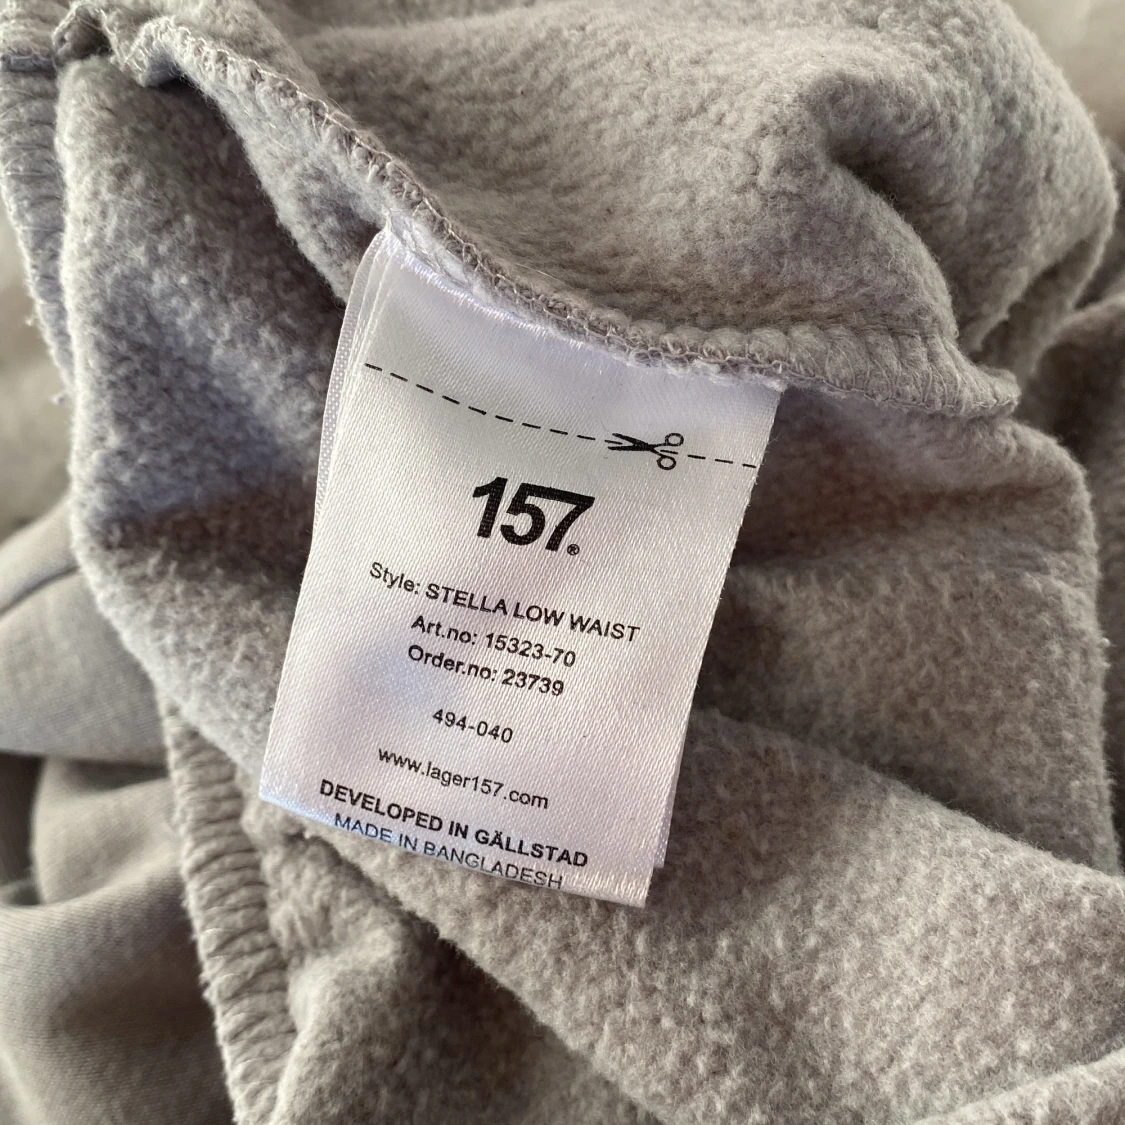 157®
Style: STELLA LOW WAIST
Art.no: 15323-70
Order.no: 23739
494-040
www.lager157.com
DEVELOPED IN GÄLLSTAD
MADE IN BANGLADESH